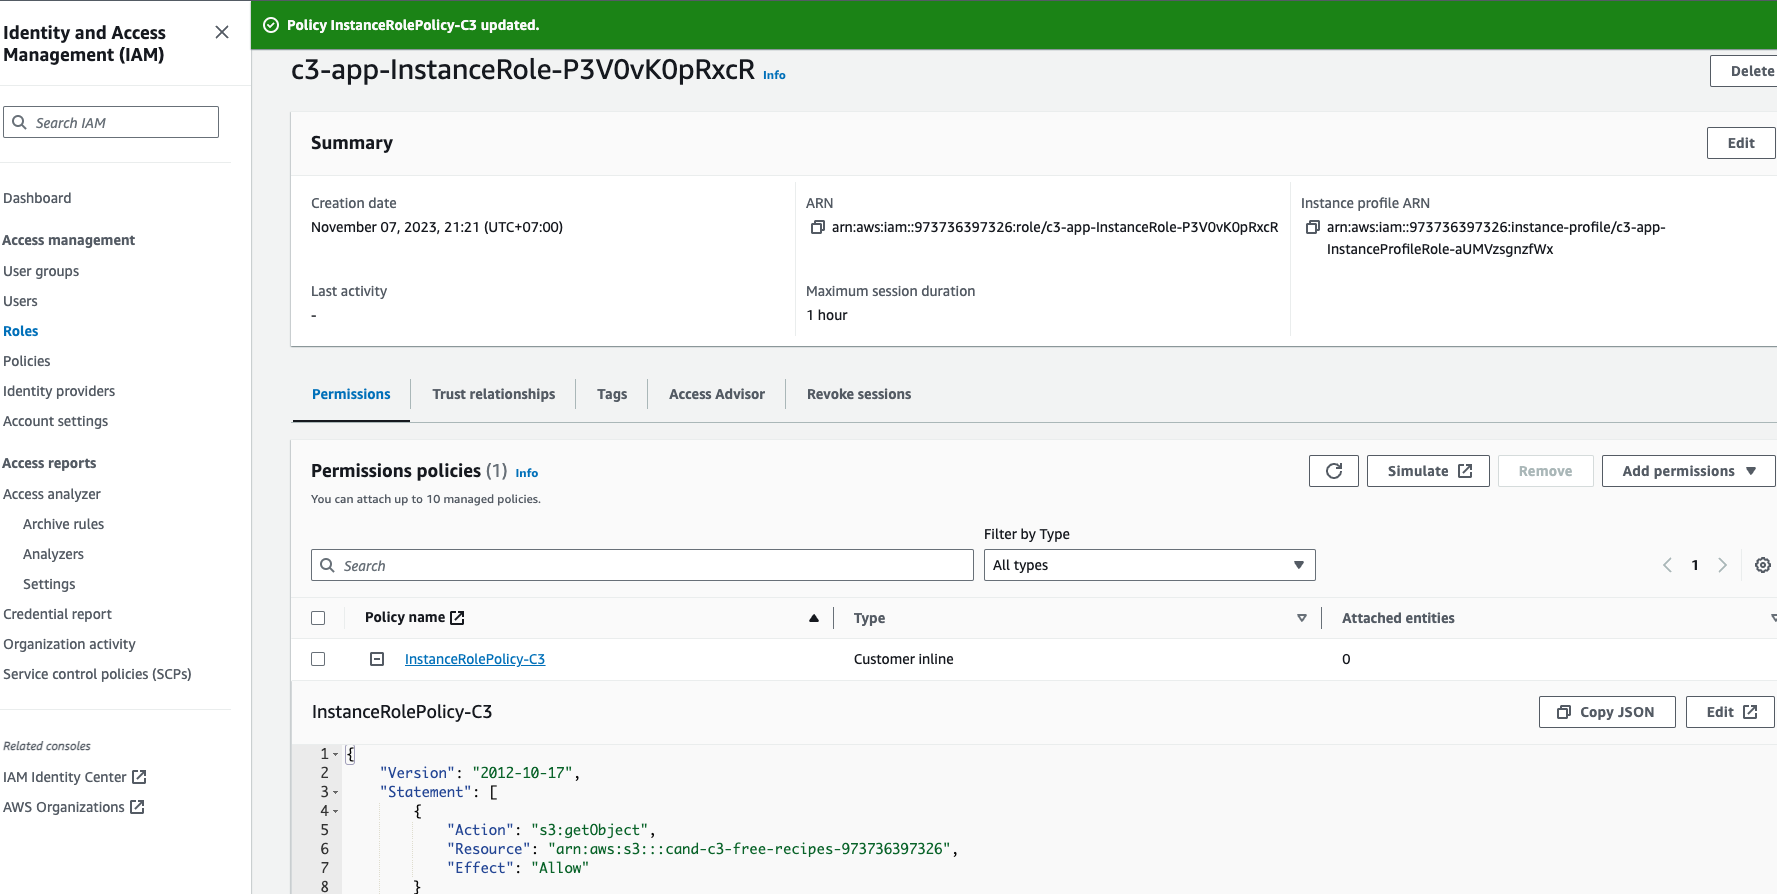 Identity and Access Management (IAM)
Search IAM
Dashboard
Access management
User groups
Users
Roles
Policies
Identity providers
Account settings
Access reports
Access analyzer
Archive rules
Analyzers
Settings
Credential report
Organization activity
Service control policies (SCPs)
Related consoles
IAM Identity Center
AWS Organizations
Policy InstanceRolePolicy-C3 updated.
c3-app-InstanceRole-P3V0vK0pRxcR Info
Delete
Summary
Edit
Creation date
November 07, 2023, 21:21 (UTC+07:00)
ARN
arn:aws:iam::973736397326:role/c3-app-InstanceRole-P3V0vK0pRxcR
Instance profile ARN
arn:aws:iam::973736397326:instance-profile/c3-app-
InstanceProfileRole-aUMVzsgnzfWx
Last activity
-
Maximum session duration
1 hour
Permissions
Trust relationships
Tags
Access Advisor
Revoke sessions
Permissions policies (1) Info
You can attach up to 10 managed policies.
Simulate
Remove
Add permissions
Filter by Type
Search
All types
1
Policy name
Type
Attached entities
InstanceRolePolicy-C3
Customer inline
0
InstanceRolePolicy-C3
Copy JSON
Edit
1 {
2 "Version": "2012-10-17",
3 "Statement": [
4 {
5 "Action": "s3:getObject",
6 "Resource": "arn:aws:s3:::cand-c3-free-recipes-973736397326",
7 "Effect": "Allow"
8 }